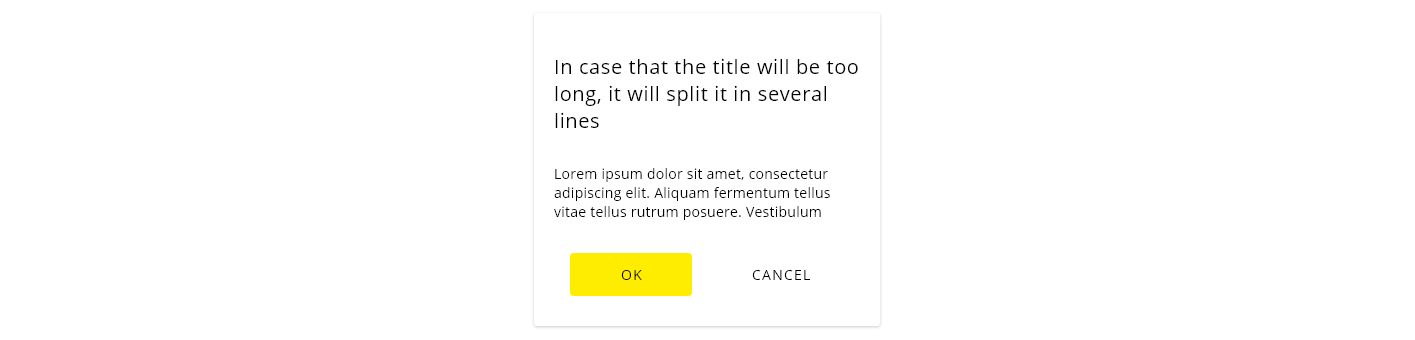 In case that the title will be too
long, it will split it in several
lines
Lorem ipsum dolor sit amet, consectetur
adipiscing elit. Aliquam fermentum tellus
vitae tellus rutrum posuere. Vestibulum
OK
CANCEL